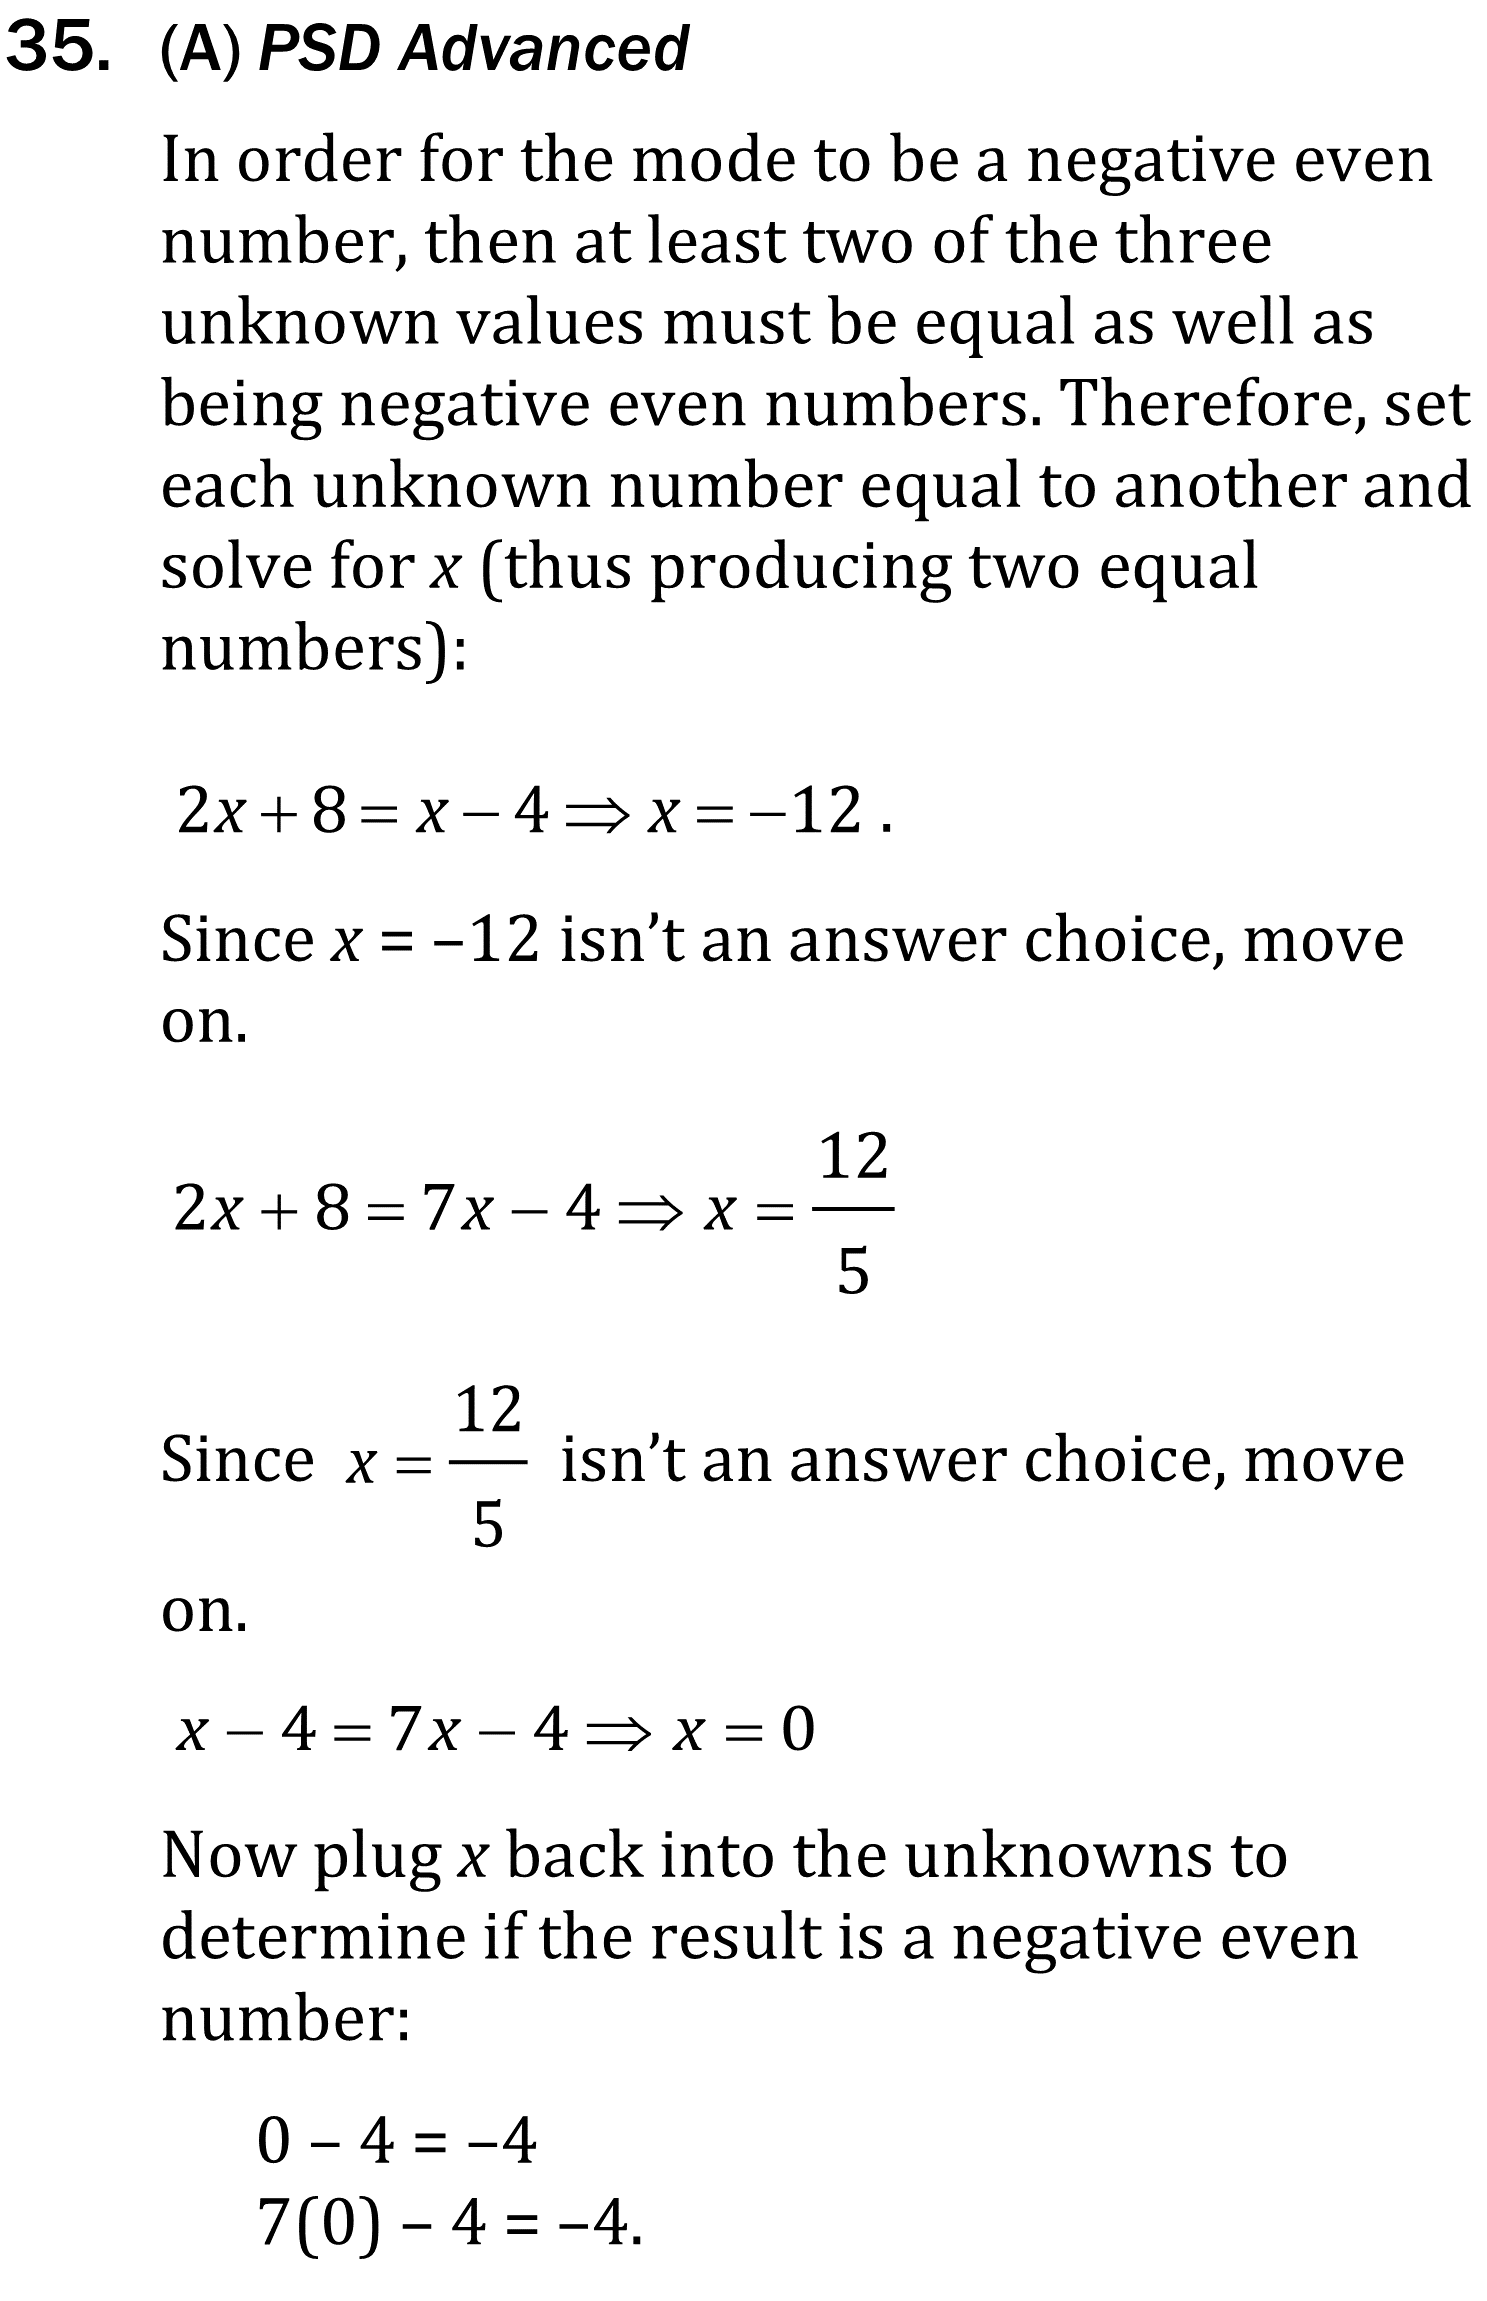 35. (A) PSD Advanced
In order for the mode to be a negative even
number, then at least two of the three
unknown values must be equal as well as
being negative even numbers. Therefore, set
each unknown number equal to another and
solve for x (thus producing two equal
numbers):
2x + 8 = x − 4 ⇒ x = −12 .
Since x = −12 isn’t an answer choice, move
on.
2x + 8 = 7x − 4 ⇒ x = 12/5
Since x = 12/5 isn’t an answer choice, move
on.
x − 4 = 7x − 4 ⇒ x = 0
Now plug x back into the unknowns to
determine if the result is a negative even
number:
0 – 4 = –4
7(0) – 4 = –4.